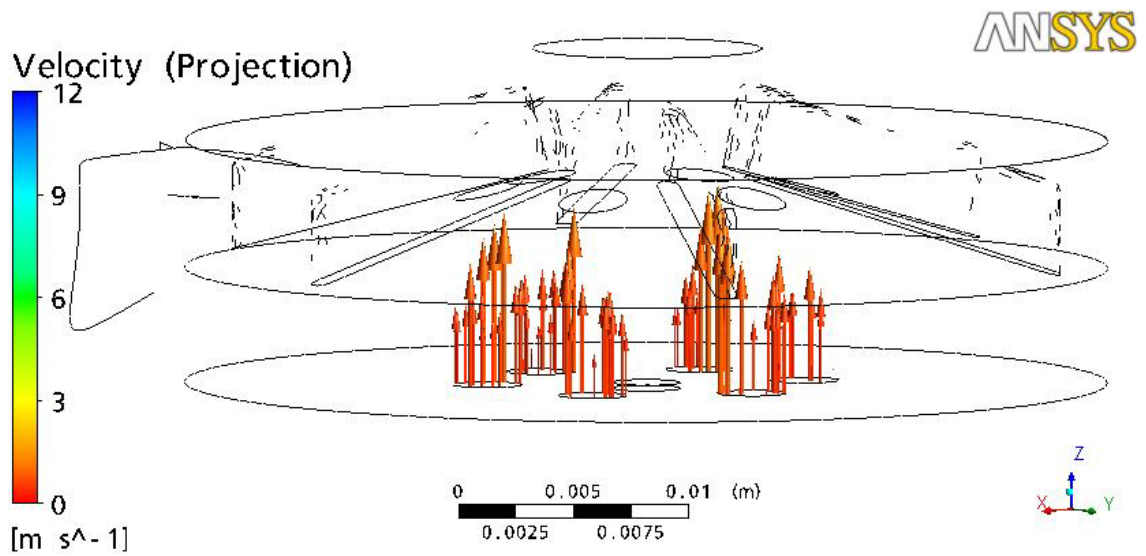 ANSYS
Velocity (Projection)
12
9
6
3
0
[m s^-1]
0 0.005 0.01 (m)
0.0025 0.0075
Z
X Y